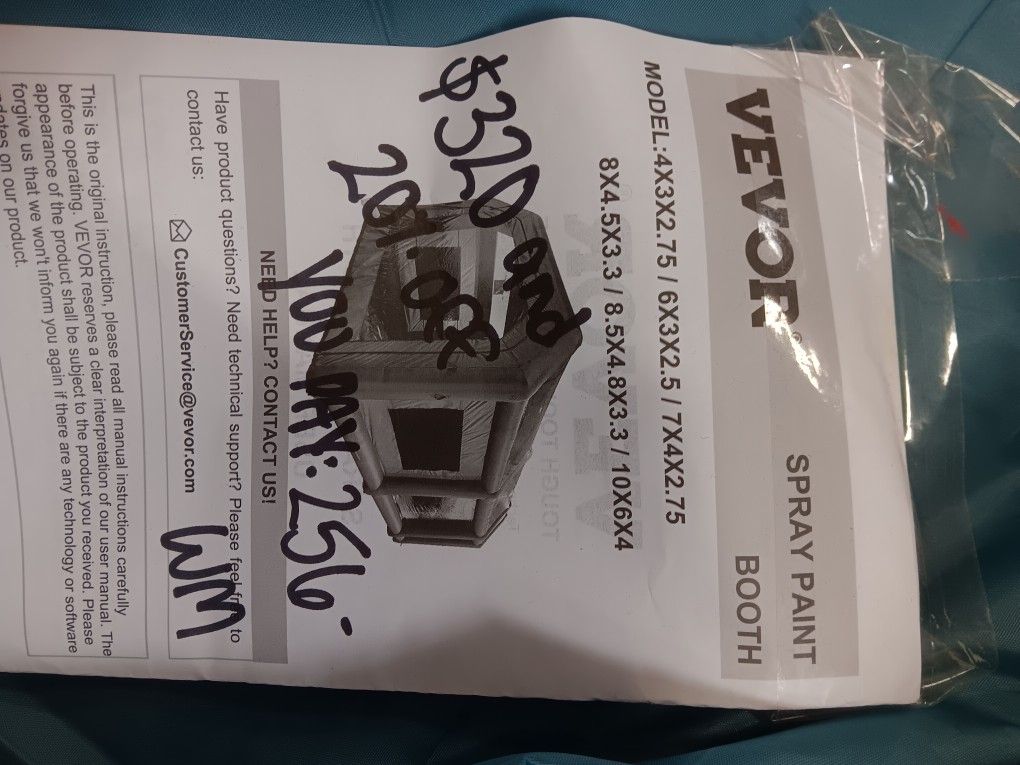 VEVOR®
SPRAY PAINT
BOOTH
MODEL:4X3X2.75 / 6X3X2.5 / 7X4X2.75
8X4.5X3.3 / 8.5X4.8X3.3 / 10X6X4
$320 and
20% off
YOU PAY: 256-
WM
NEED HELP? CONTACT US!
Have product questions? Need technical support? Please feel free to
contact us:
CustomerService@vevor.com
This is the original instruction, please read all manual instructions carefully
before operating. VEVOR reserves a clear interpretation of our user manual. The
appearance of the product shall be subject to the product you received. Please
forgive us that we won't inform you again if there are any technology or software
updates on our product.